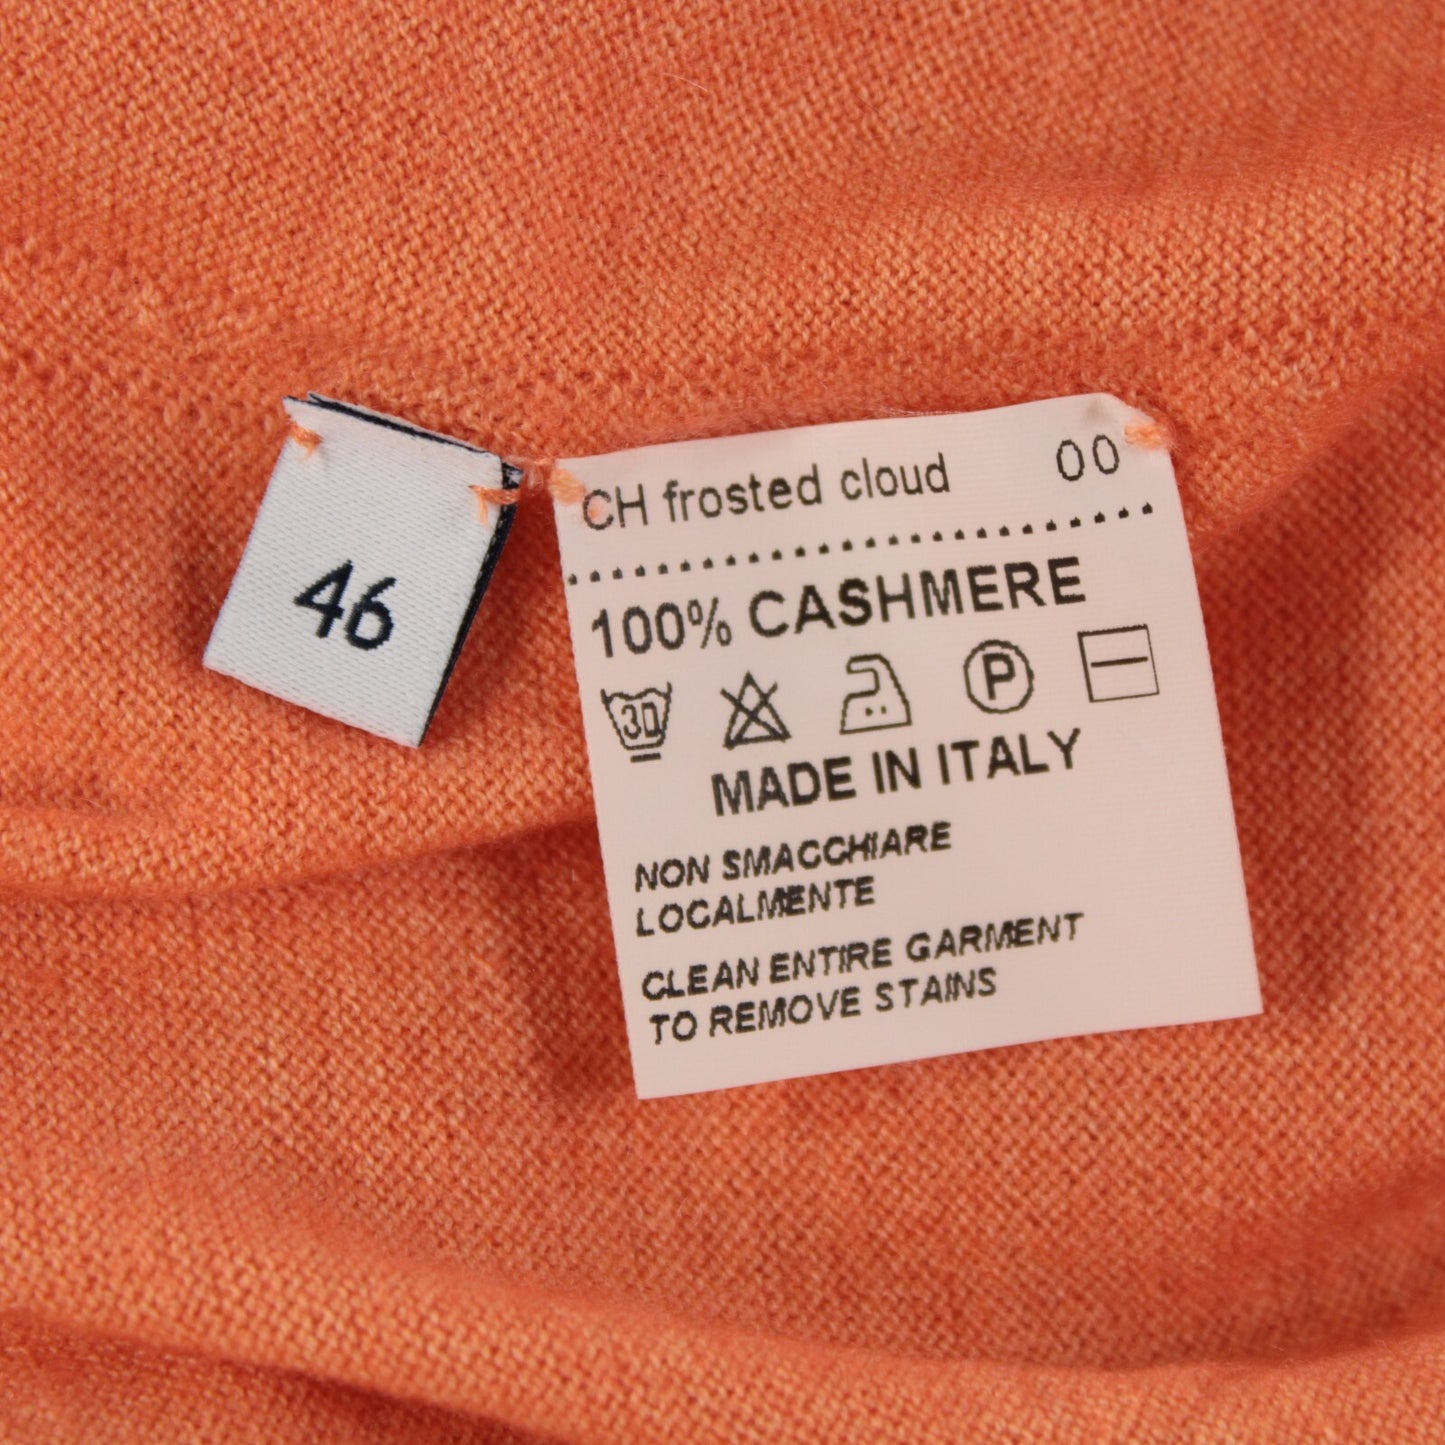 46
CH frosted cloud 00
100% CASHMERE
30 P
MADE IN ITALY
NON SMACCHIARE
LOCALMENTE
CLEAN ENTIRE GARMENT
TO REMOVE STAINS